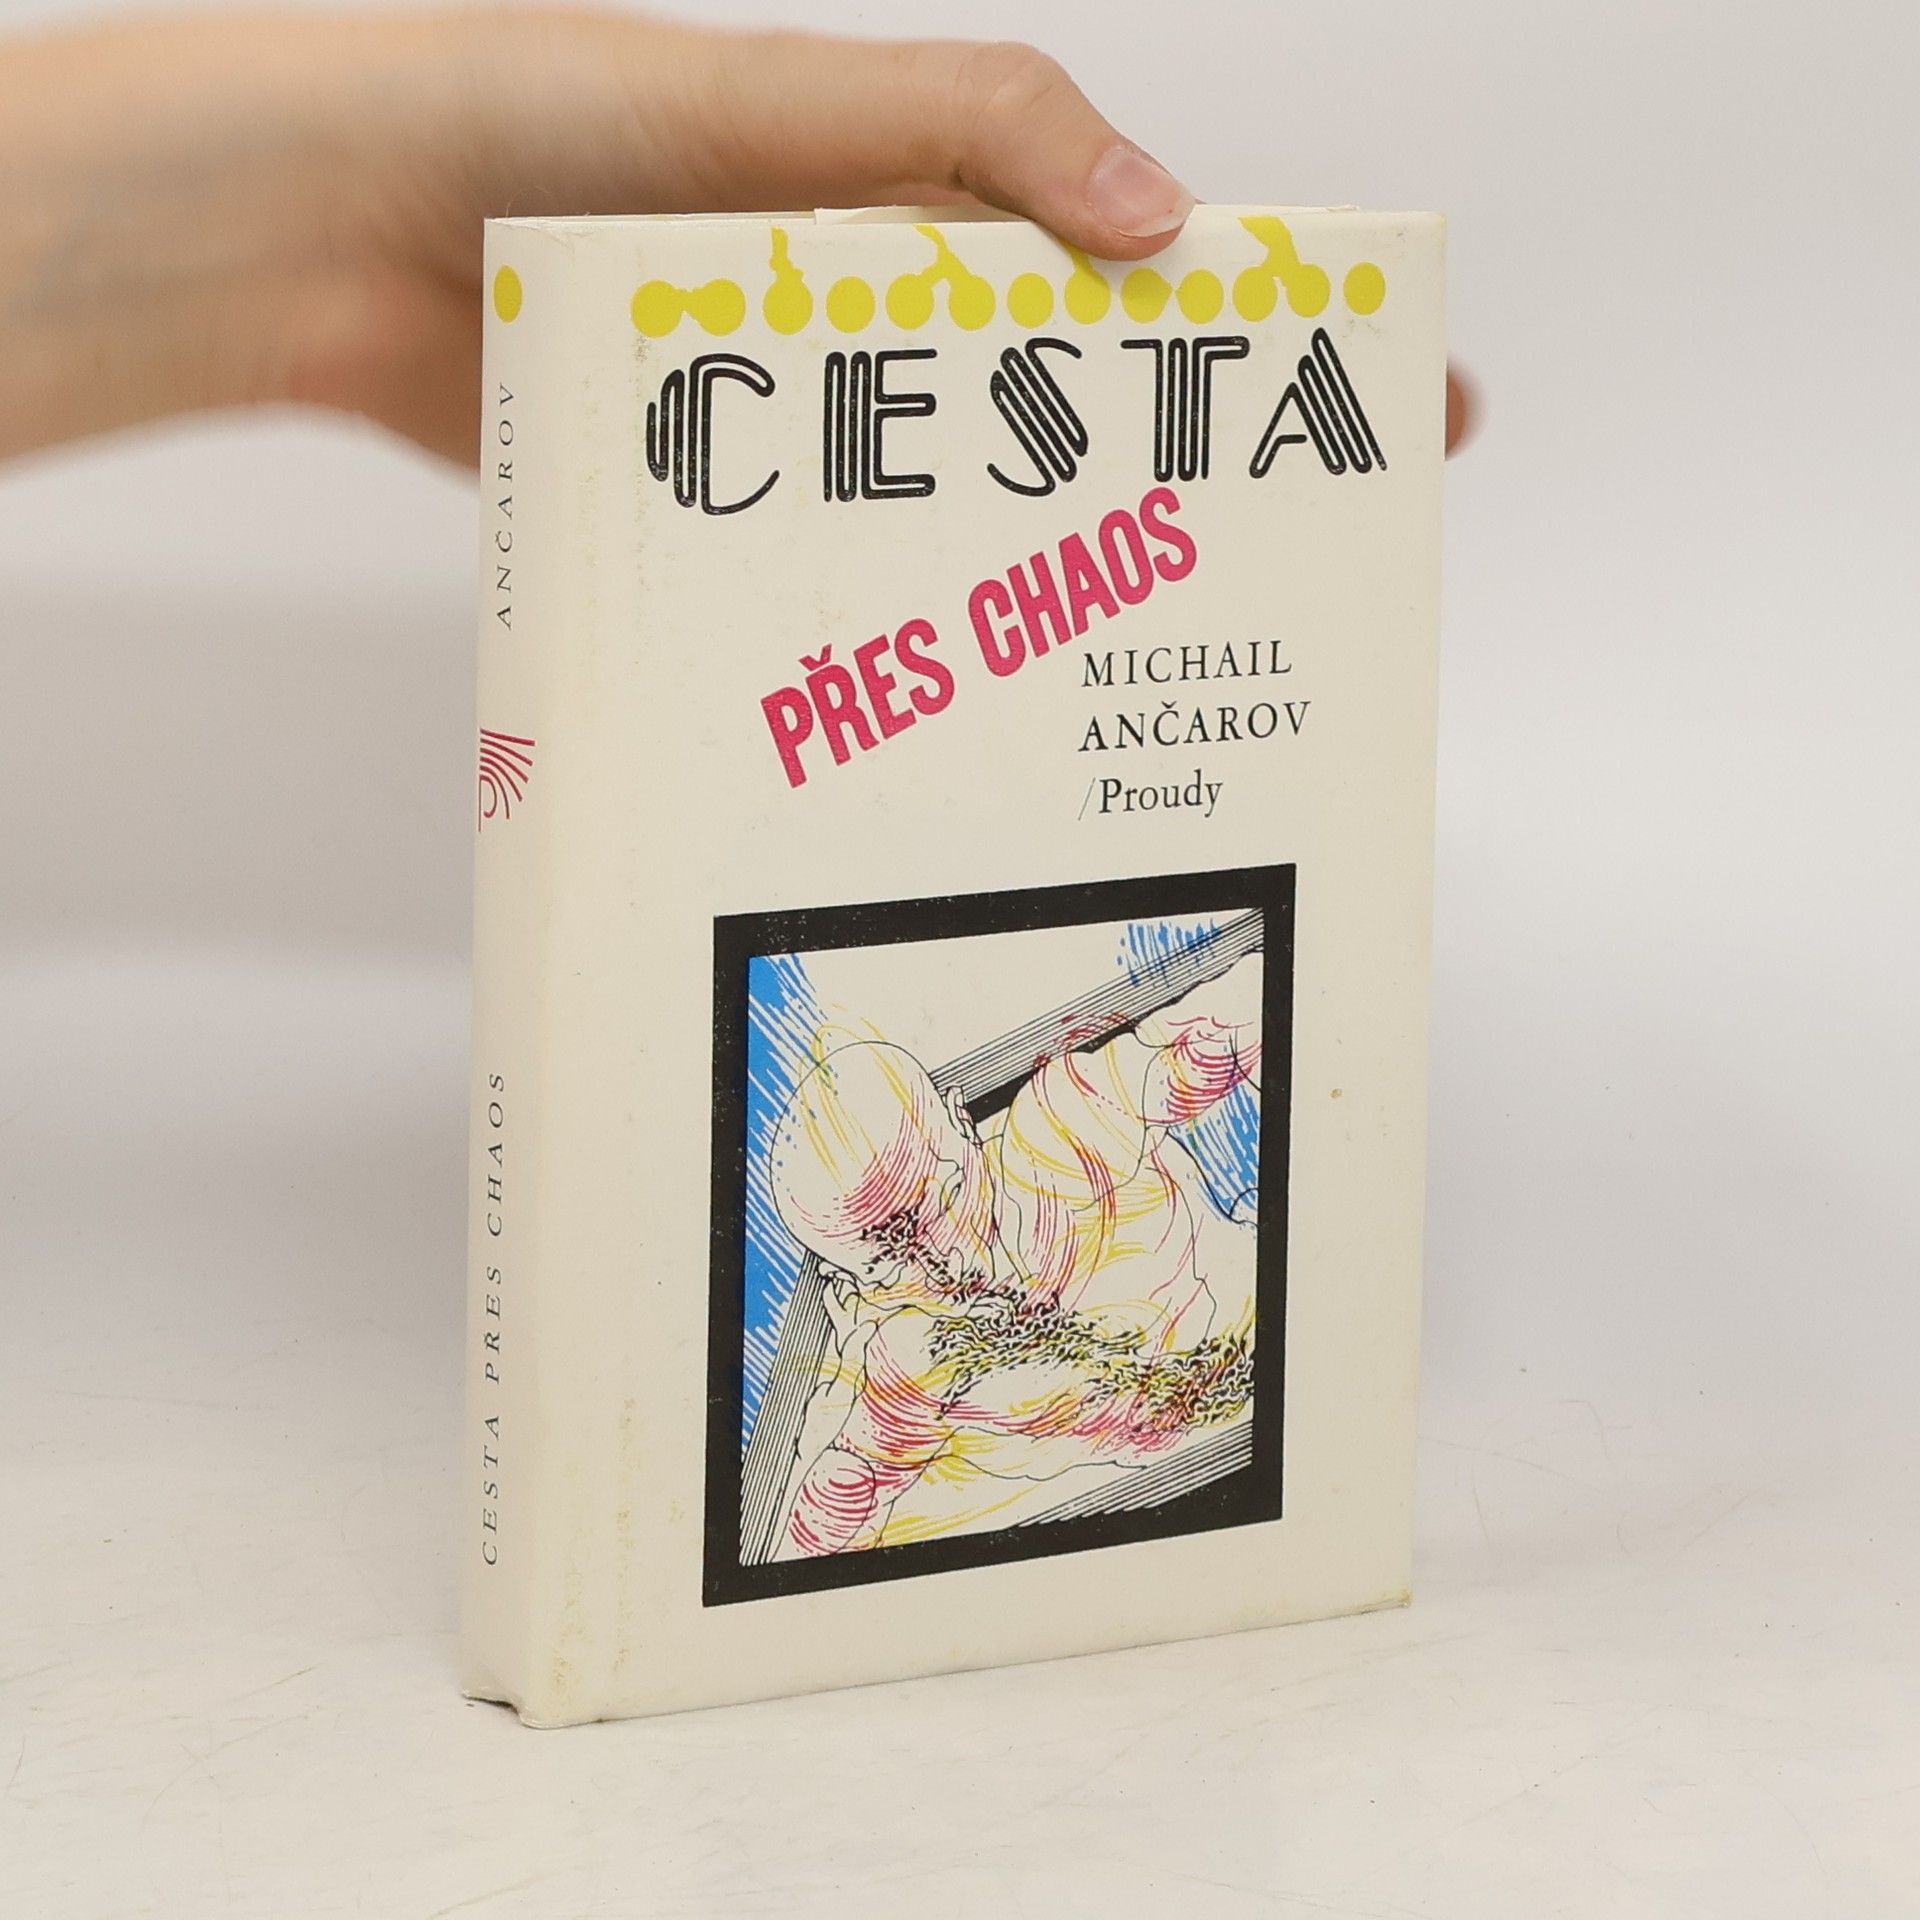 CESTA
PŘES CHAOS
MICHAIL
ANČAROV
/Proudy
ANČAROV
CESTA PŘES CHAOS